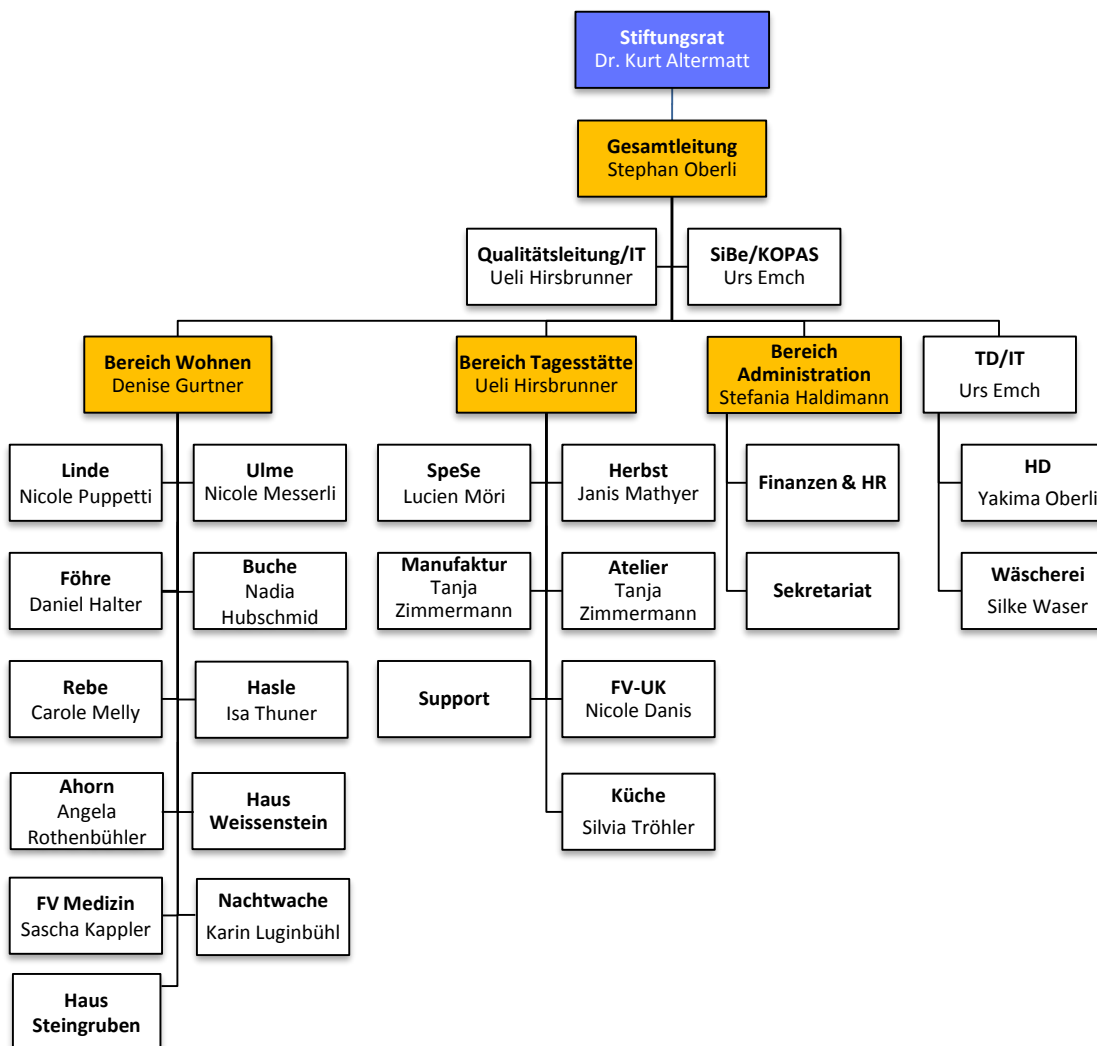 Stiftungsrat
Dr. Kurt Altermatt
Gesamtleitung
Stephan Oberli
Qualitätsleitung/IT
Ueli Hirsbrunner
SiBe/KOPAS
Urs Emch
Bereich Wohnen
Denise Gurtner
Bereich Tagesstätte
Ueli Hirsbrunner
Bereich
Administration
Stefania Haldimann
TD/IT
Urs Emch
Linde
Nicole Puppetti
Ulme
Nicole Messerli
SpeSe
Lucien Möri
Herbst
Janis Mathyer
Finanzen & HR
HD
Yakima Oberli
Föhre
Daniel Halter
Buche
Nadia
Hubschmid
Manufaktur
Tanja
Zimmermann
Atelier
Tanja
Zimmermann
Sekretariat
Wäscherei
Silke Waser
Rebe
Carole Melly
Hasle
Isa Thuner
Support
FV-UK
Nicole Danis
Ahorn
Angela
Rothenbühler
Haus
Weissenstein
Küche
Silvia Tröhler
FV Medizin
Sascha Kappler
Nachtwache
Karin Luginbühl
Haus
Steingruben